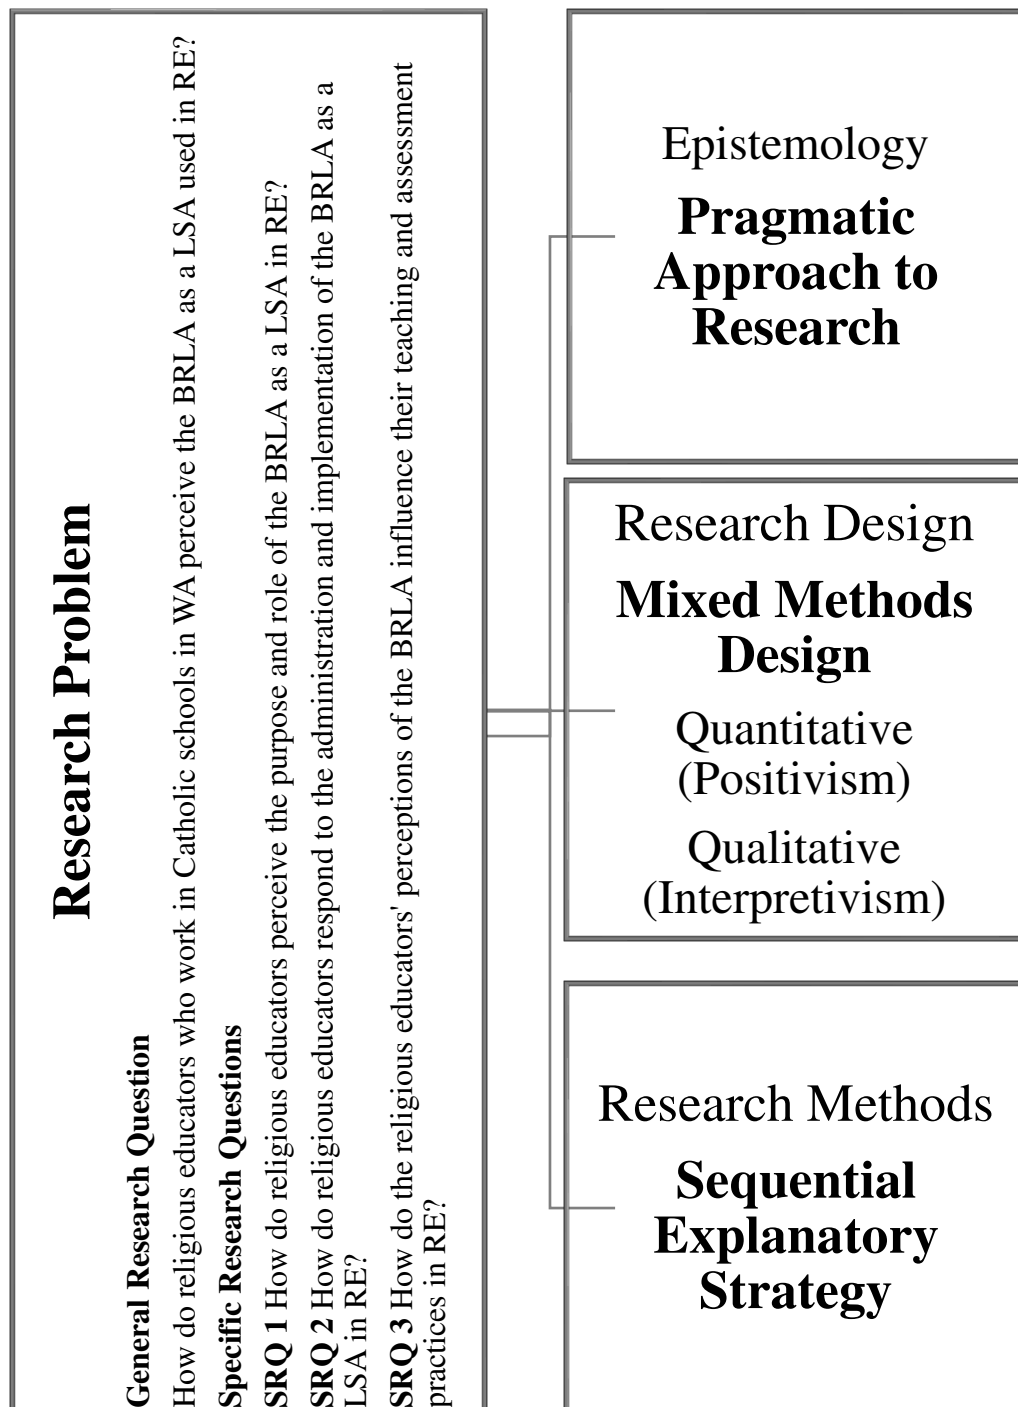 Research Problem
General Research Question
How do religious educators who work in Catholic schools in WA perceive the BRLA as a LSA used in RE?
Specific Research Questions
SRQ 1 How do religious educators perceive the purpose and role of the BRLA as a LSA in RE?
SRQ 2 How do religious educators respond to the administration and implementation of the BRLA as a
LSA in RE?
SRQ 3 How do the religious educators' perceptions of the BRLA influence their teaching and assessment
practices in RE?
Epistemology
Pragmatic
Approach to
Research
Research Design
Mixed Methods
Design
Quantitative
(Positivism)
Qualitative
(Interpretivism)
Research Methods
Sequential
Explanatory
Strategy